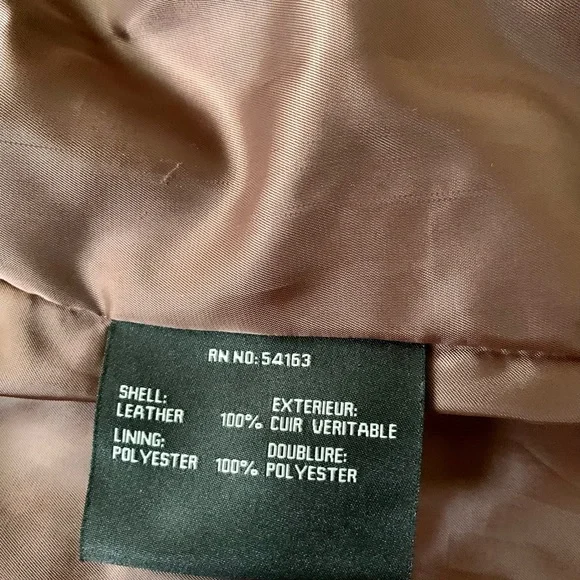 RN NO: 54163
SHELL: EXTERIEUR:
LEATHER 100% CUIR VERITABLE
LINING: DOUBLURE:
POLYESTER 100% POLYESTER